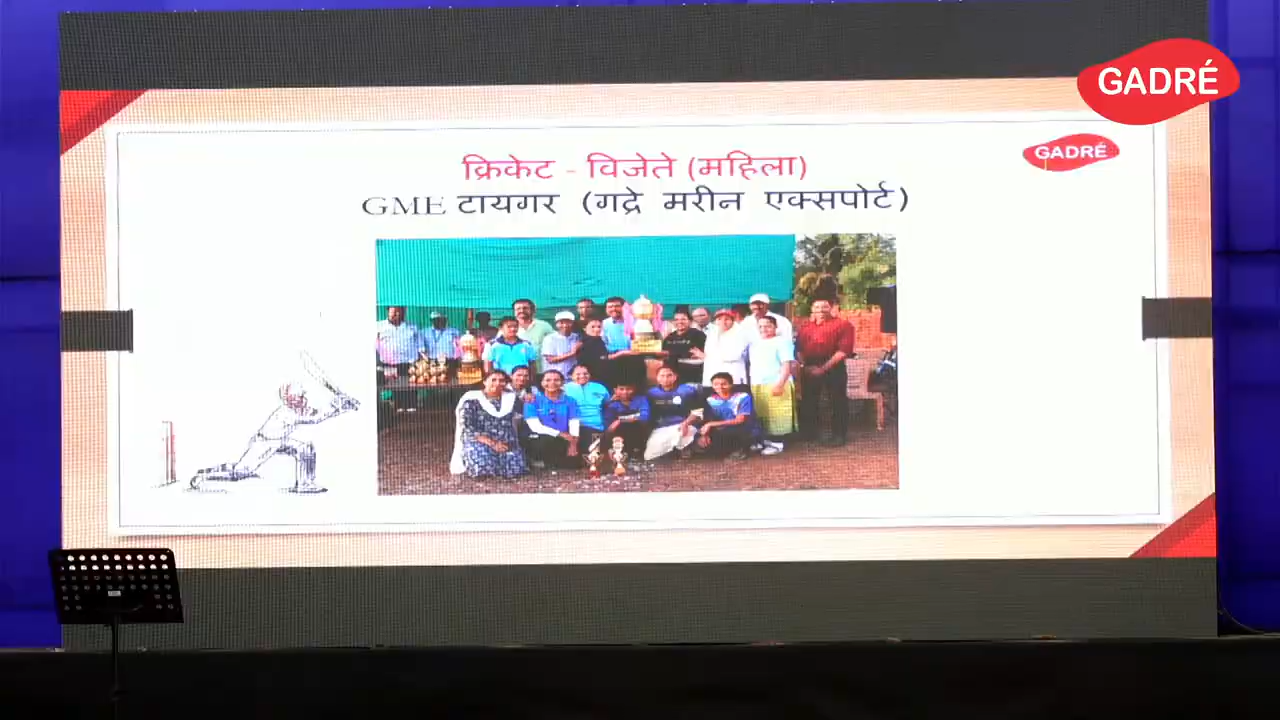 GADRÉ
GADRÉ
क्रिकेट - विजेते (महिला)
GME टायगर (गद्रे मरीन एक्सपोर्ट)